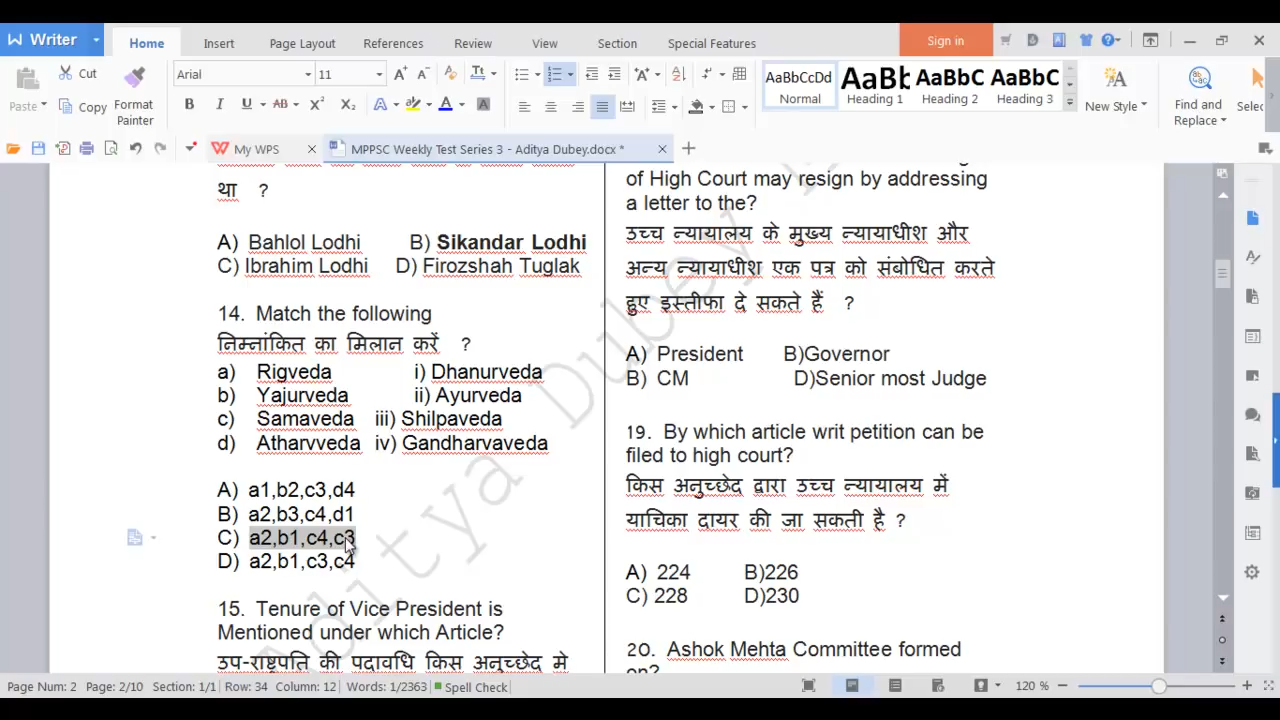 Writer
Home
Insert
Page Layout
References
Review
View
Section
Special Features
Sign in
Paste
Cut
Copy
Format
Painter
Arial
11
AaBbCcDd
Normal
Heading 1
AaBbC
Heading 2
AaBbC
Heading 3
New Style
Find and
Replace
My WPS
MPPSC Weekly Test Series 3 - Aditya Dubey.docx *
था ?
A) Bahlol Lodhi B) Sikandar Lodhi
C) Ibrahim Lodhi D) Firozshah Tuglak
14. Match the following
निम्नांकित का मिलान करें ?
a) Rigveda i) Dhanurveda
b) Yajurveda ii) Ayurveda
c) Samaveda iii) Shilpaveda
d) Atharvveda iv) Gandharvaveda
A) a1,b2,c3,d4
B) a2,b3,c4,d1
C) a2,b1,c4,c3
D) a2,b1,c3,c4
15. Tenure of Vice President is
Mentioned under which Article?
उप-राष्ट्रपति की पदावधि किस अनुच्छेद मे
of High Court may resign by addressing
a letter to the?
उच्च न्यायालय के मुख्य न्यायाधीश और
अन्य न्यायाधीश एक पत्र को संबोधित करते
हुए इस्तीफा दे सकते हैं ?
A) President B)Governor
B) CM D)Senior most Judge
19. By which article writ petition can be
filed to high court?
किस अनुच्छेद द्वारा उच्च न्यायालय में
याचिका दायर की जा सकती है ?
A) 224 B)226
C) 228 D)230
20. Ashok Mehta Committee formed
on?
Aditya Dubey
Page Num: 2 Page: 2/10 Section: 1/1 Row: 34 Column: 12 Words: 1/2363 Spell Check
120 %